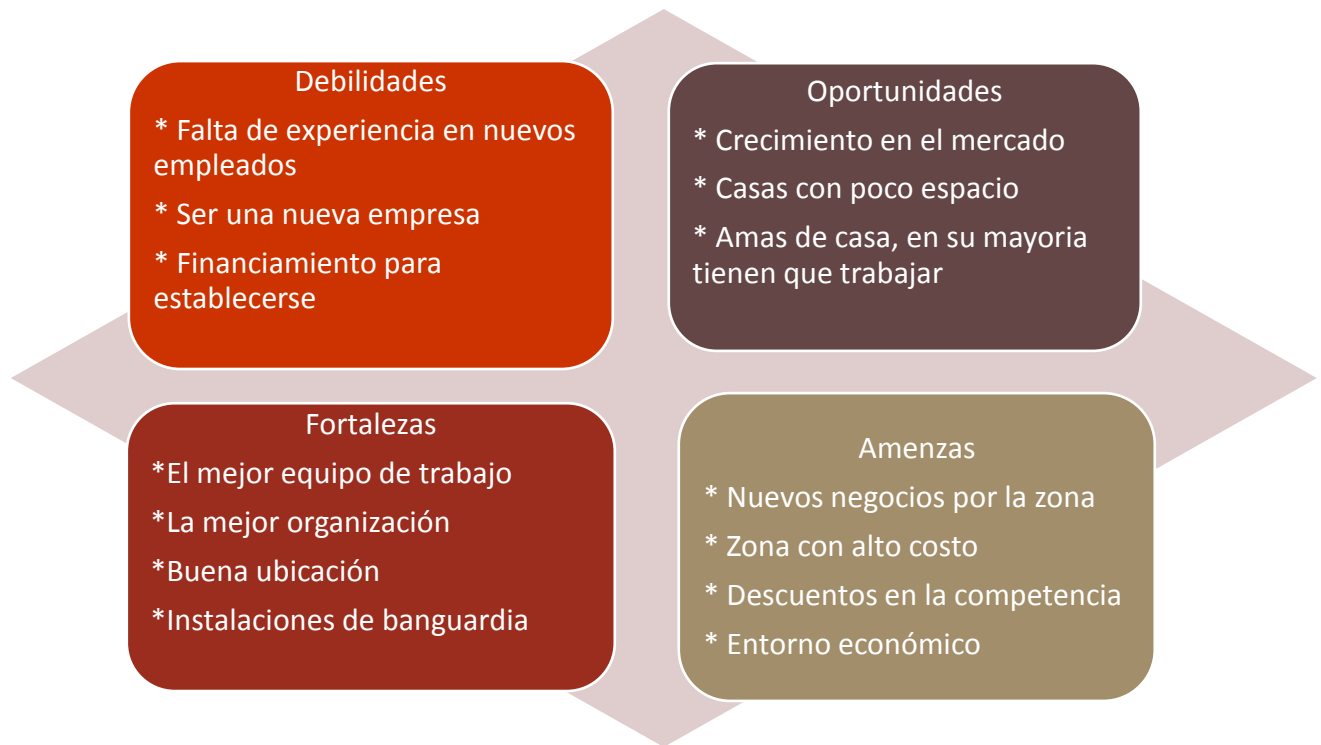 Debilidades
* Falta de experiencia en nuevos
empleados
* Ser una nueva empresa
* Financiamiento para
establecerse
Oportunidades
* Crecimiento en el mercado
* Casas con poco espacio
* Amas de casa, en su mayoria
tienen que trabajar
Fortalezas
*El mejor equipo de trabajo
*La mejor organización
*Buena ubicación
*Instalaciones de banguardia
Amenzas
* Nuevos negocios por la zona
* Zona con alto costo
* Descuentos en la competencia
* Entorno económico